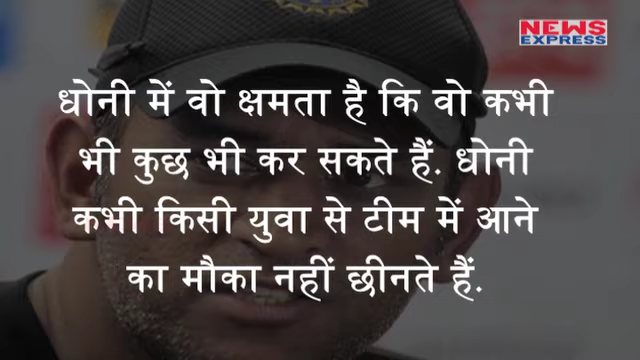 NEWS
EXPRESS
धोनी में वो क्षमता है कि वो कभी
भी कुछ भी कर सकते हैं. धोनी
कभी किसी युवा से टीम में आने
का मौका नहीं छीनते हैं.